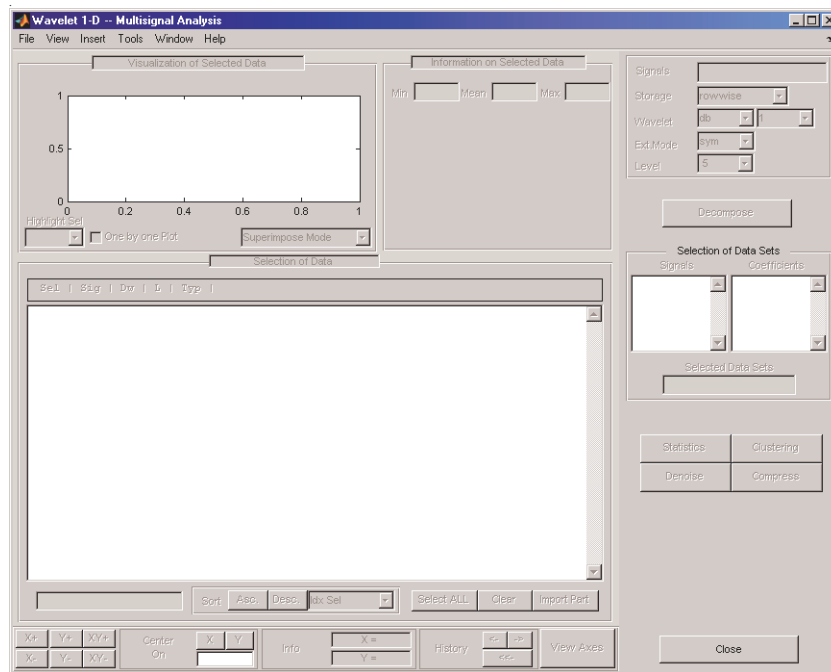 Wavelet 1-D -- Multisignal Analysis
File View Insert Tools Window Help
Visualization of Selected Data
1
0.5
0
0 0.2 0.4 0.6 0.8 1
Highlight Sel
One by one Plot
Superimpose Mode
Information on Selected Data
Min Mean Max
Signals
Storage rowwise
Wavelet db 1
Ext Mode sym
Level 5
Decompose
Selection of Data Sets
Signals Coefficients
Selected Data Sets
Selection of Data
Sel | Sig | Dw | L | Typ |
Statistics Clustering
Denoise Compress
Sort Asc. Desc. Idx Sel Select ALL Clear Import Part
X+ Y+ XY+
X- Y- XY-
Center On
X Y
Info
X =
Y =
History
<- ->
<<-
View Axes
Close